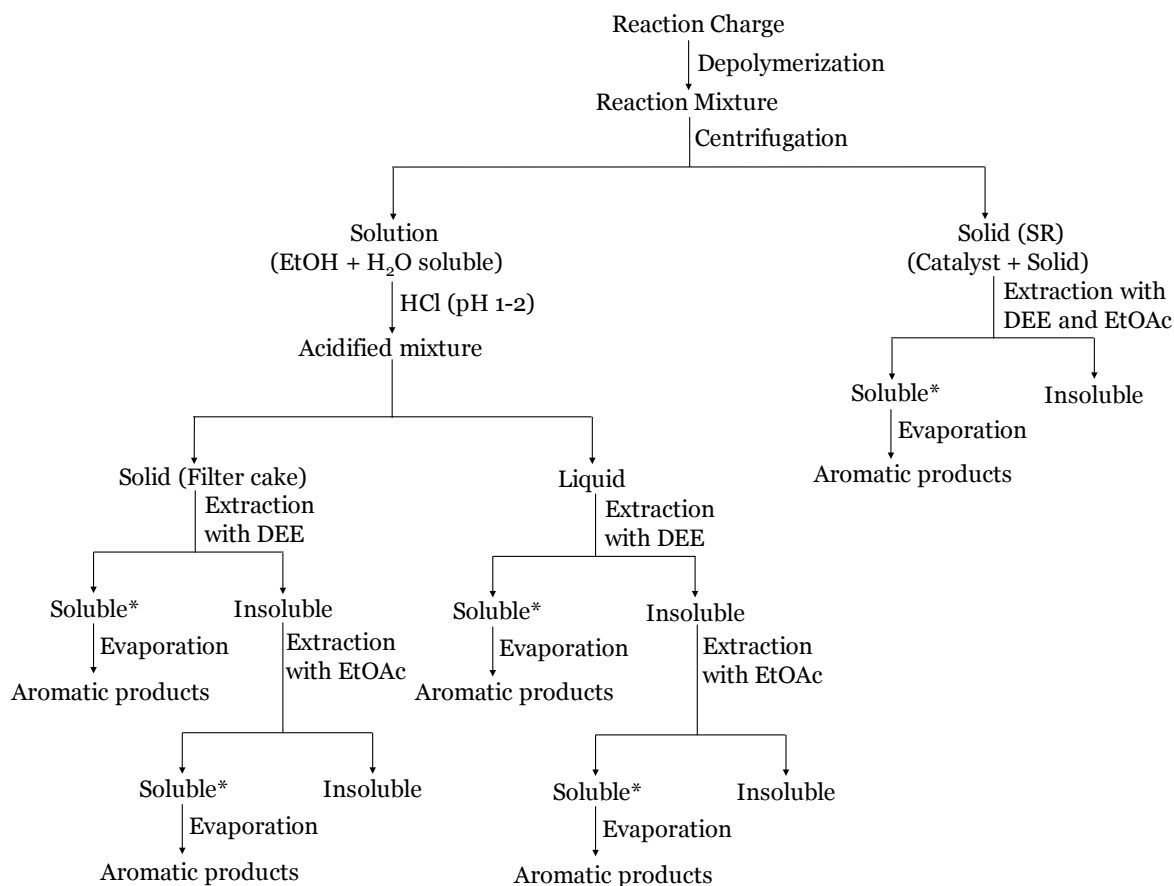 Reaction Charge
Depolymerization
Reaction Mixture
Centrifugation
Solution
(EtOH + H₂O soluble)
Solid (SR)
(Catalyst + Solid)
HCl (pH 1-2)
Extraction with
DEE and EtOAc
Acidified mixture
Soluble*
Insoluble
Evaporation
Aromatic products
Solid (Filter cake)
Liquid
Extraction
with DEE
Extraction
with DEE
Soluble*
Insoluble
Soluble*
Insoluble
Evaporation
Extraction
with EtOAc
Evaporation
Extraction
with EtOAc
Aromatic products
Aromatic products
Soluble*
Insoluble
Soluble*
Insoluble
Evaporation
Evaporation
Aromatic products
Aromatic products